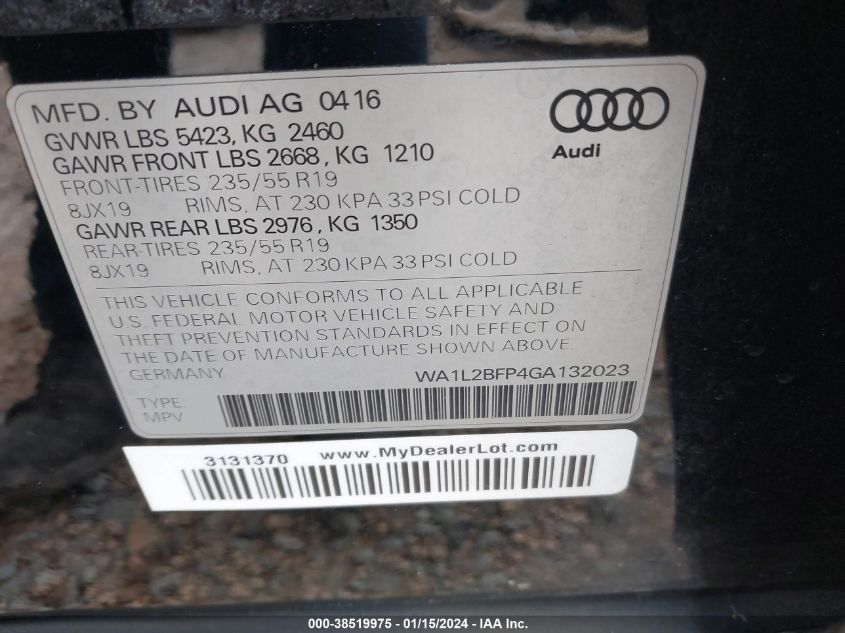 MFD. BY AUDI AG 04 16
GVWR LBS 5423, KG 2460
GAWR FRONT LBS 2668, KG 1210
FRONT-TIRES 235/55 R19
8JX19 RIMS, AT 230 KPA 33 PSI COLD
GAWR REAR LBS 2976, KG 1350
REAR-TIRES 235/55 R19
8JX19 RIMS, AT 230 KPA 33 PSI COLD
Audi
THIS VEHICLE CONFORMS TO ALL APPLICABLE
U.S. FEDERAL MOTOR VEHICLE SAFETY AND
THEFT PREVENTION STANDARDS IN EFFECT ON
THE DATE OF MANUFACTURE SHOWN ABOVE.
GERMANY WA1L2BFP4GA132023
TYPE:
MPV
3131370 www.MyDealerLot.com
000-38519975 - 01/15/2024 - IAA Inc.